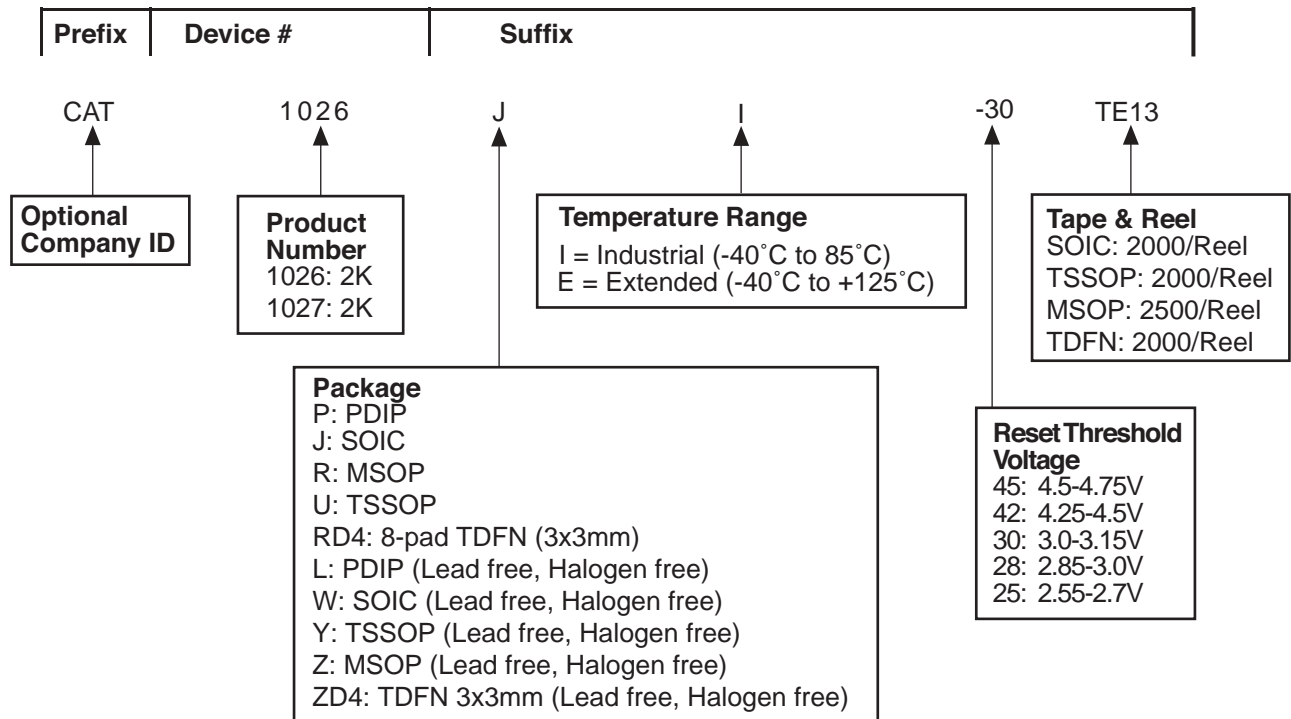 Prefix Device # Suffix
CAT 1026 J I -30 TE13
Optional
Company ID
Product
Number
1026: 2K
1027: 2K
Temperature Range
I = Industrial (-40˚C to 85˚C)
E = Extended (-40˚C to +125˚C)
Tape & Reel
SOIC: 2000/Reel
TSSOP: 2000/Reel
MSOP: 2500/Reel
TDFN: 2000/Reel
Package
P: PDIP
J: SOIC
R: MSOP
U: TSSOP
RD4: 8-pad TDFN (3x3mm)
L: PDIP (Lead free, Halogen free)
W: SOIC (Lead free, Halogen free)
Y: TSSOP (Lead free, Halogen free)
Z: MSOP (Lead free, Halogen free)
ZD4: TDFN 3x3mm (Lead free, Halogen free)
Reset Threshold
Voltage
45: 4.5-4.75V
42: 4.25-4.5V
30: 3.0-3.15V
28: 2.85-3.0V
25: 2.55-2.7V